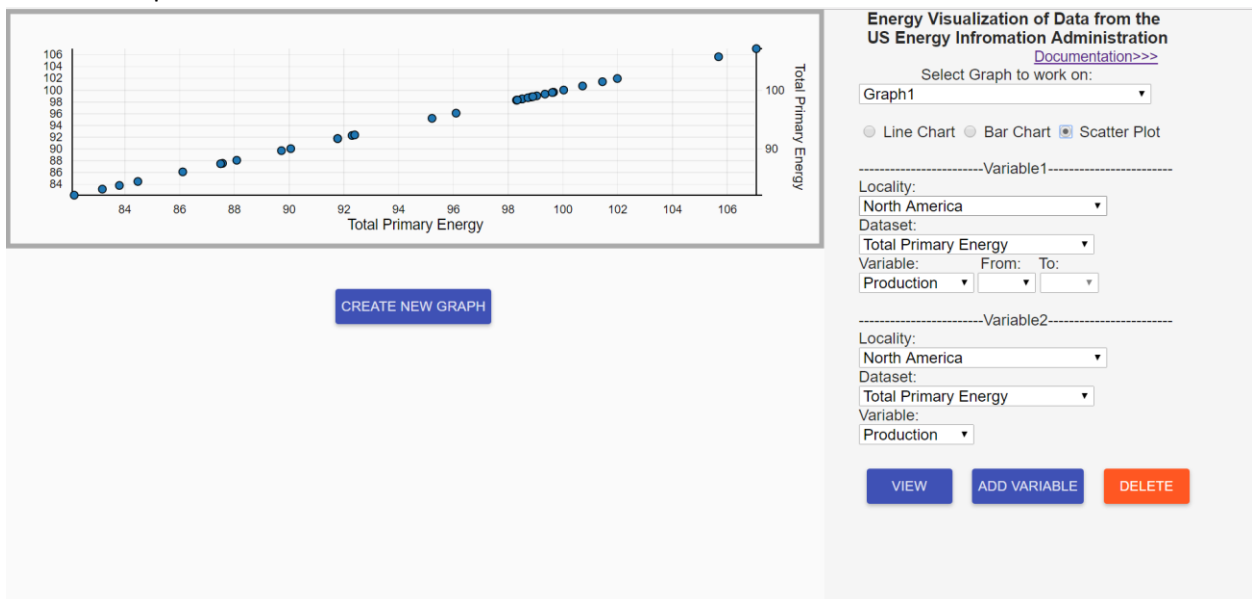 106
104
102
100
98
96
94
92
90
88
86
84
100
90
Total Primary Energy
84 86 88 90 92 94 96 98 100 102 104 106
Total Primary Energy
CREATE NEW GRAPH
Energy Visualization of Data from the
US Energy Infromation Administration
Documentation>>>
Select Graph to work on:
Graph1
Line Chart Bar Chart Scatter Plot
------------------------Variable1------------------------
Locality:
North America
Dataset:
Total Primary Energy
Variable: From: To:
Production
------------------------Variable2------------------------
Locality:
North America
Dataset:
Total Primary Energy
Variable:
Production
VIEW ADD VARIABLE DELETE